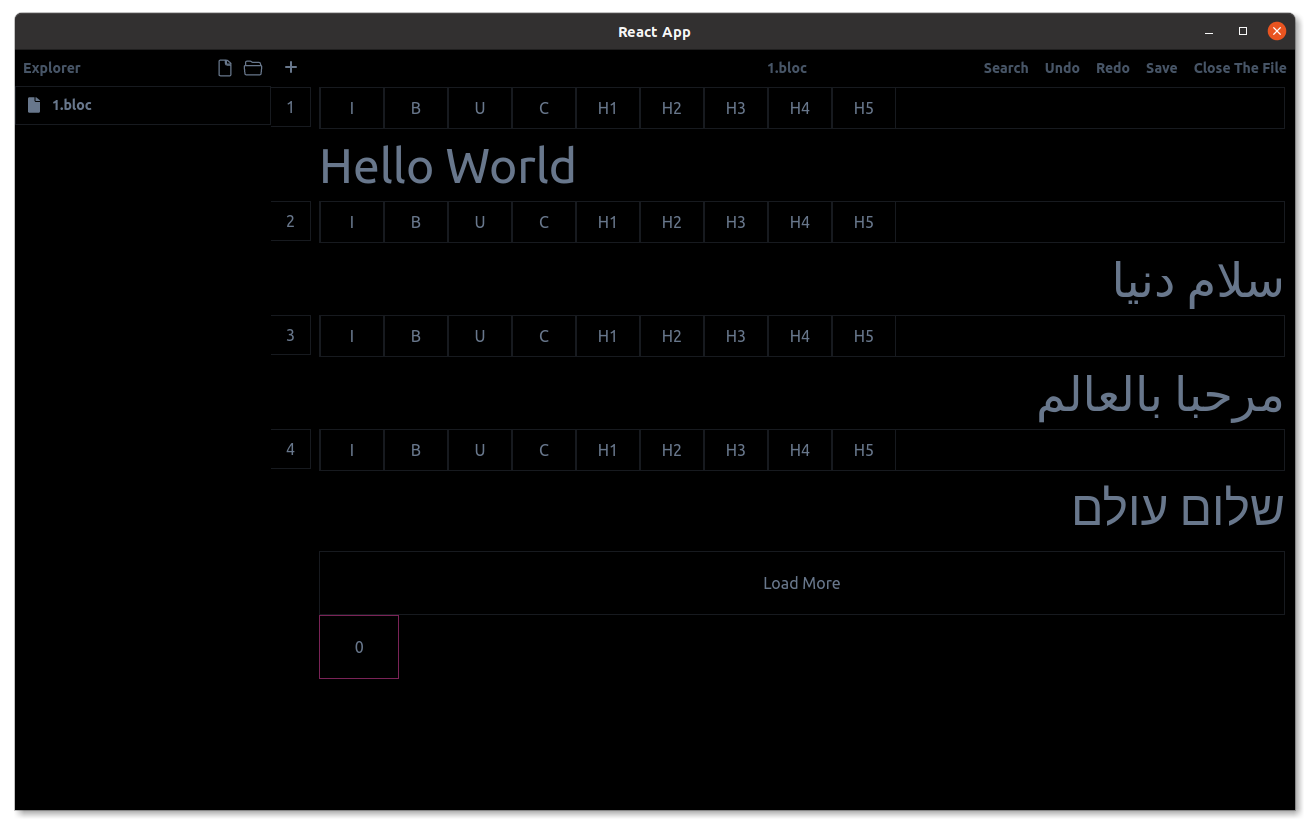 React App
Explorer + 1.bloc Search Undo Redo Save Close The File
1.bloc
1 I B U C H1 H2 H3 H4 H5
Hello World
2 I B U C H1 H2 H3 H4 H5
سلام دنیا
3 I B U C H1 H2 H3 H4 H5
مرحبا بالعالم
4 I B U C H1 H2 H3 H4 H5
שלום עולם
Load More
0